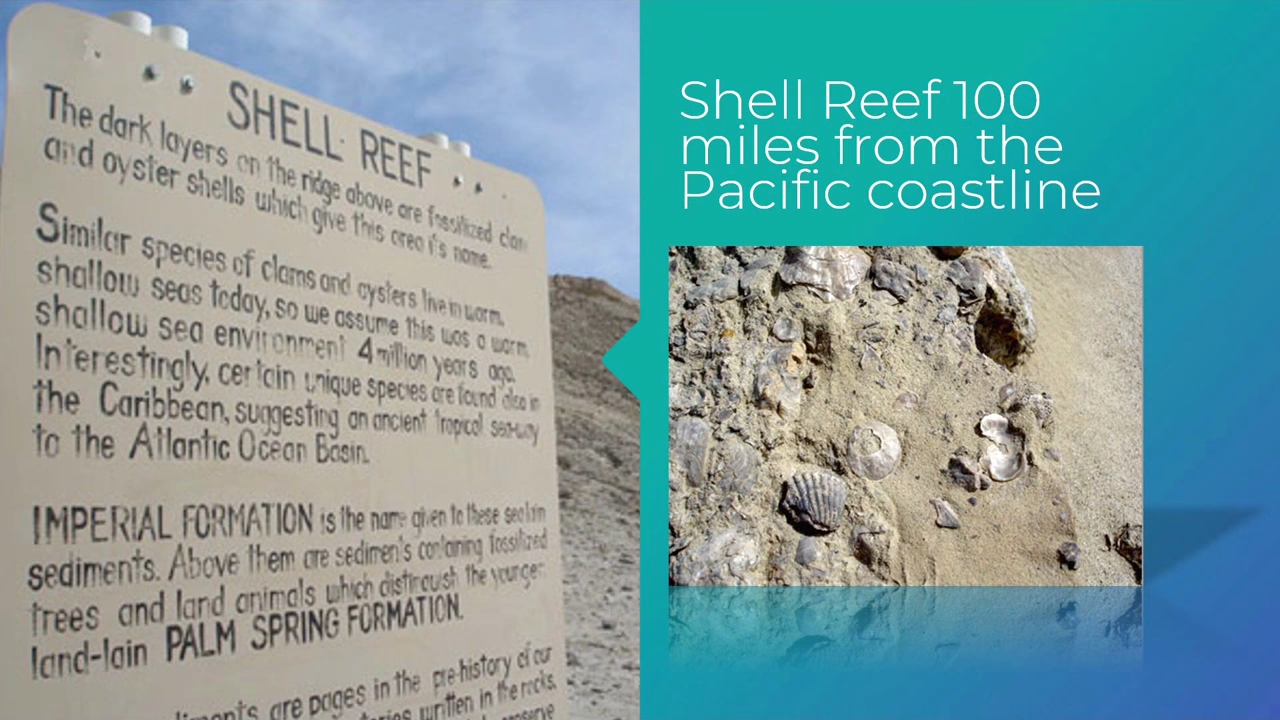 SHELL REEF
The dark layers on the ridge above are fossilized clam
and oyster shells which give this area it's name.
Similar species of clams and oysters live in warm,
shallow seas today, so we assume this was a warm
shallow sea environment 4 million years ago.
Interestingly, certain unique species are found also in
the Caribbean, suggesting an ancient tropical sea-way
to the Atlantic Ocean Basin.
IMPERIAL FORMATION is the name given to these sea lain
sediments. Above them are sediments containing fossilized
trees and land animals which distinguish the younger
land-lain PALM SPRING FORMATION.
are pages in the pre-history of our
written in the rocks,
Shell Reef 100
miles from the
Pacific coastline